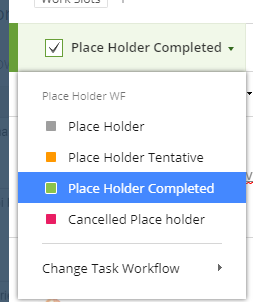 Work Slots
Place Holder Completed
Place Holder WF
Place Holder
Place Holder Tentative
Place Holder Completed
Cancelled Place holder
Change Task Workflow